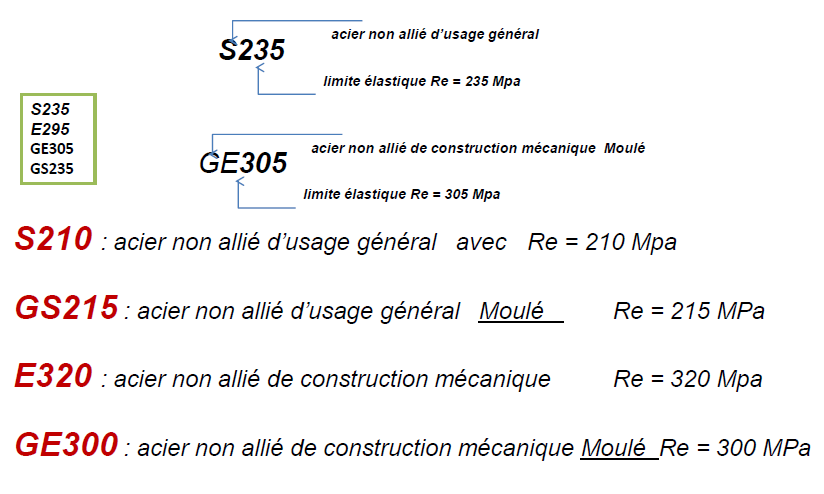 acier non allié d’usage général
S235
limite élastique Re = 235 Mpa
S235
E295
GE305
GS235
acier non allié de construction mécanique Moulé
GE305
limite élastique Re = 305 Mpa
S210 : acier non allié d’usage général avec Re = 210 Mpa
GS215 : acier non allié d’usage général Moulé Re = 215 MPa
E320 : acier non allié de construction mécanique Re = 320 Mpa
GE300 : acier non allié de construction mécanique Moulé Re = 300 MPa